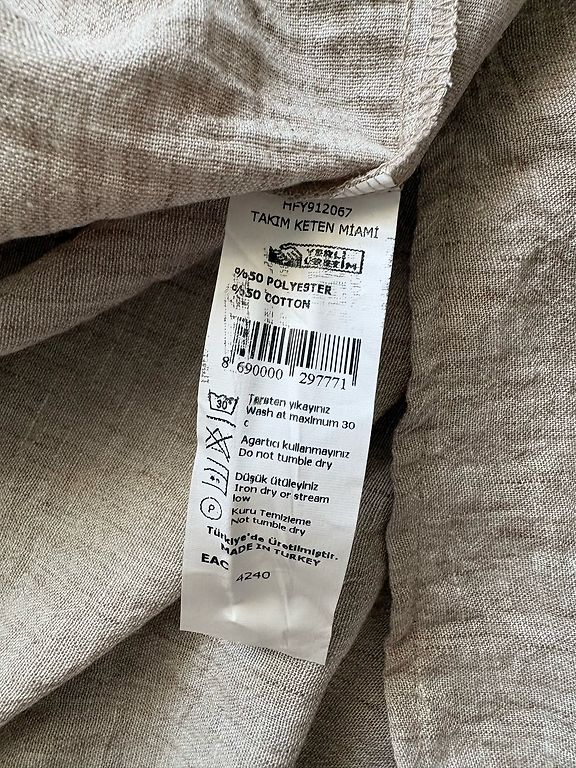 HFY912067
TAKIM KETEN MİAMİ
YERLİ
ÜRETİM
%50 POLYESTER
%50 COTTON
8 690000 297771
30°
Tersten yıkayınız
Wash at maximum 30
c
Agartıcı kullanmayınız
Do not tumble dry
Düşük ütüleyiniz
Iron dry or stream
low
P
Kuru Temizleme
Not tumble dry
Türkiye'de Üretilmiştir.
MADE IN TURKEY
EAC
4240